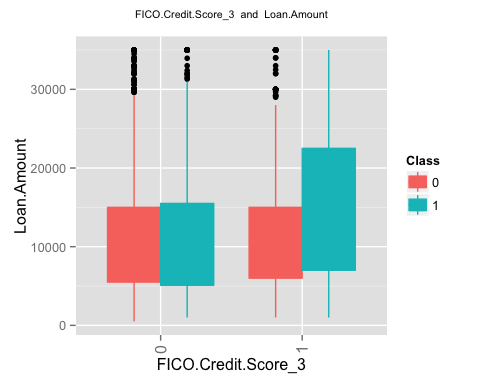 FICO.Credit.Score_3 and Loan.Amount
30000
20000
10000
0
Loan.Amount
0
1
FICO.Credit.Score_3
Class
0
1